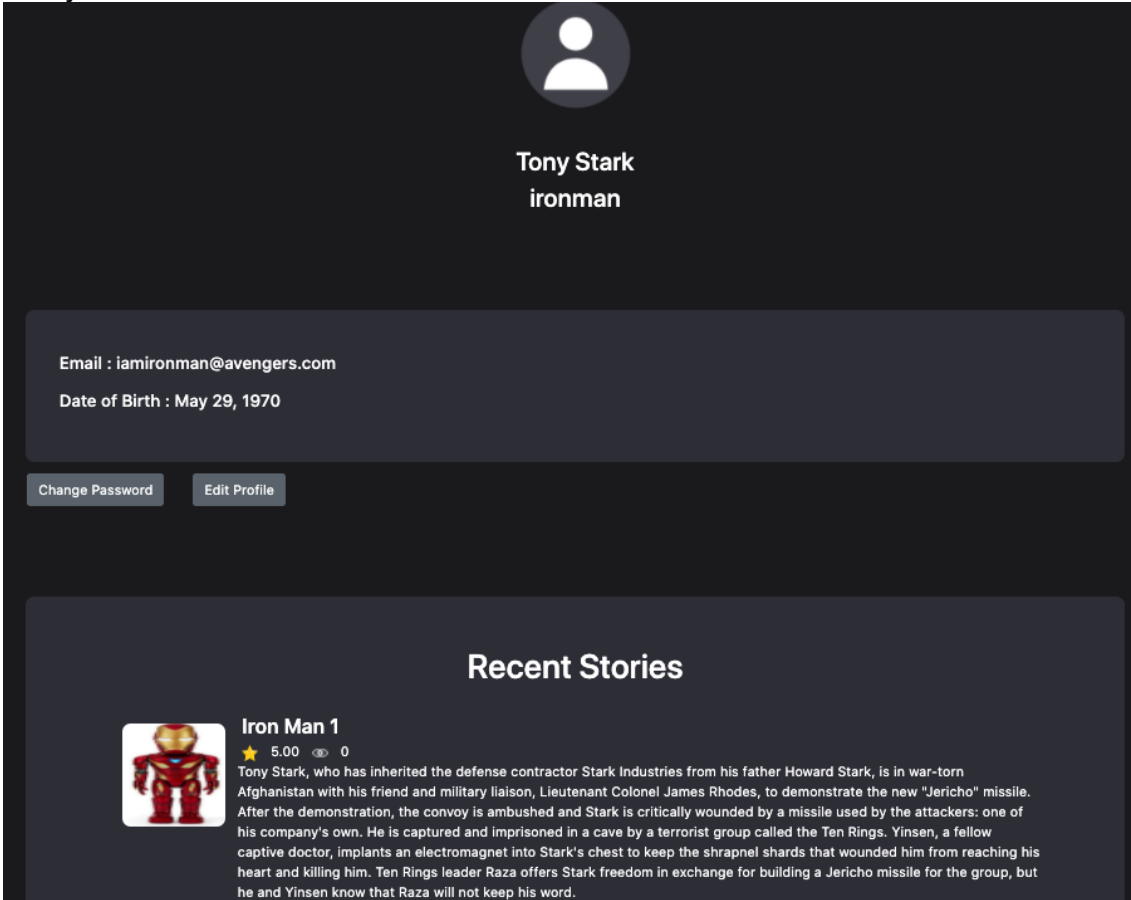 Tony Stark
ironman
Email : iamironman@avengers.com
Date of Birth : May 29, 1970
Change Password
Edit Profile
Recent Stories
Iron Man 1
5.00
0
Tony Stark, who has inherited the defense contractor Stark Industries from his father Howard Stark, is in war-torn
Afghanistan with his friend and military liaison, Lieutenant Colonel James Rhodes, to demonstrate the new "Jericho" missile.
After the demonstration, the convoy is ambushed and Stark is critically wounded by a missile used by the attackers: one of
his company's own. He is captured and imprisoned in a cave by a terrorist group called the Ten Rings. Yinsen, a fellow
captive doctor, implants an electromagnet into Stark's chest to keep the shrapnel shards that wounded him from reaching his
heart and killing him. Ten Rings leader Raza offers Stark freedom in exchange for building a Jericho missile for the group, but
he and Yinsen know that Raza will not keep his word.